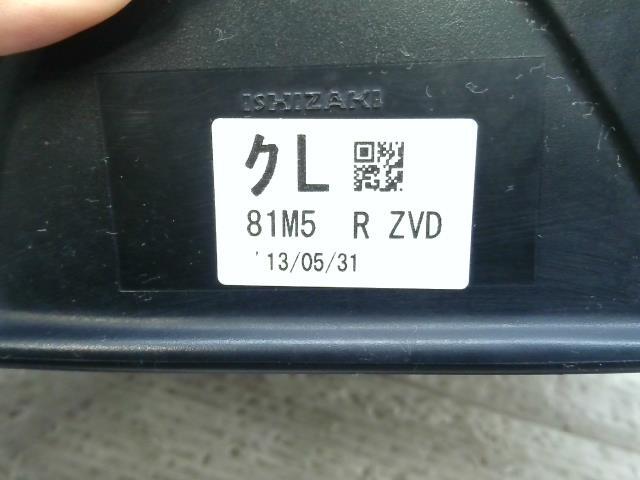 ISHIZAKI
クL
81M5 R ZVD
'13/05/31